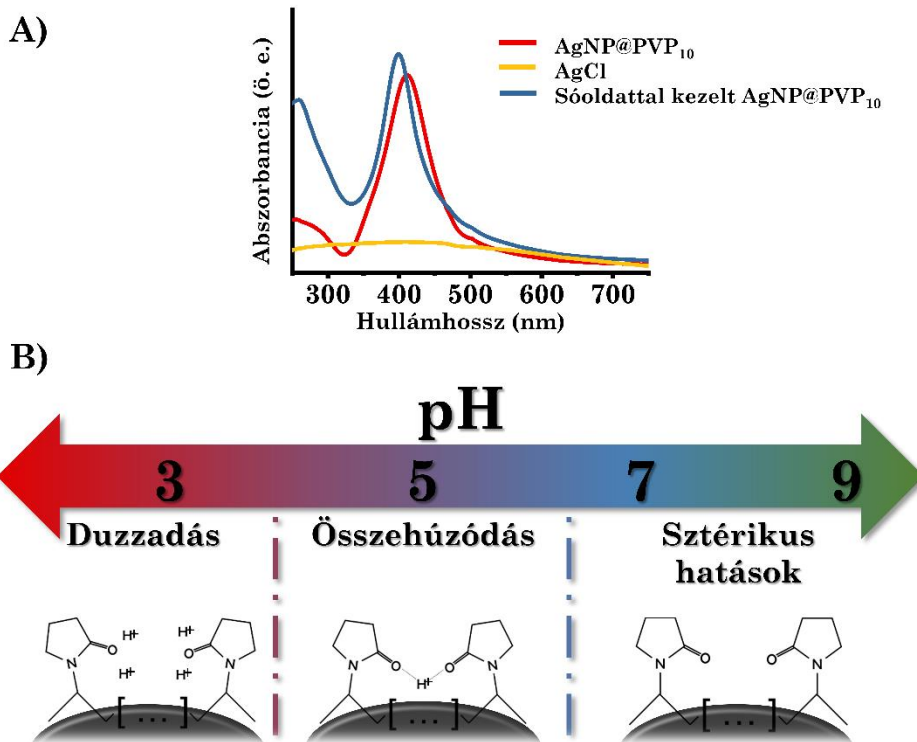 A)
Abszorbancia (ö. e.)
AgNP@PVP₁₀
AgCl
Sóoldattal kezelt AgNP@PVP₁₀
300 400 500 600 700
Hullámhossz (nm)
B)
pH
3 5 7 9
Duzzadás Összehúzódás Sztérikus
hatások
H⁺ H⁺
O O O O O O
H⁺ H⁺ H⁺
N N N N N N
[...] [...] [...]